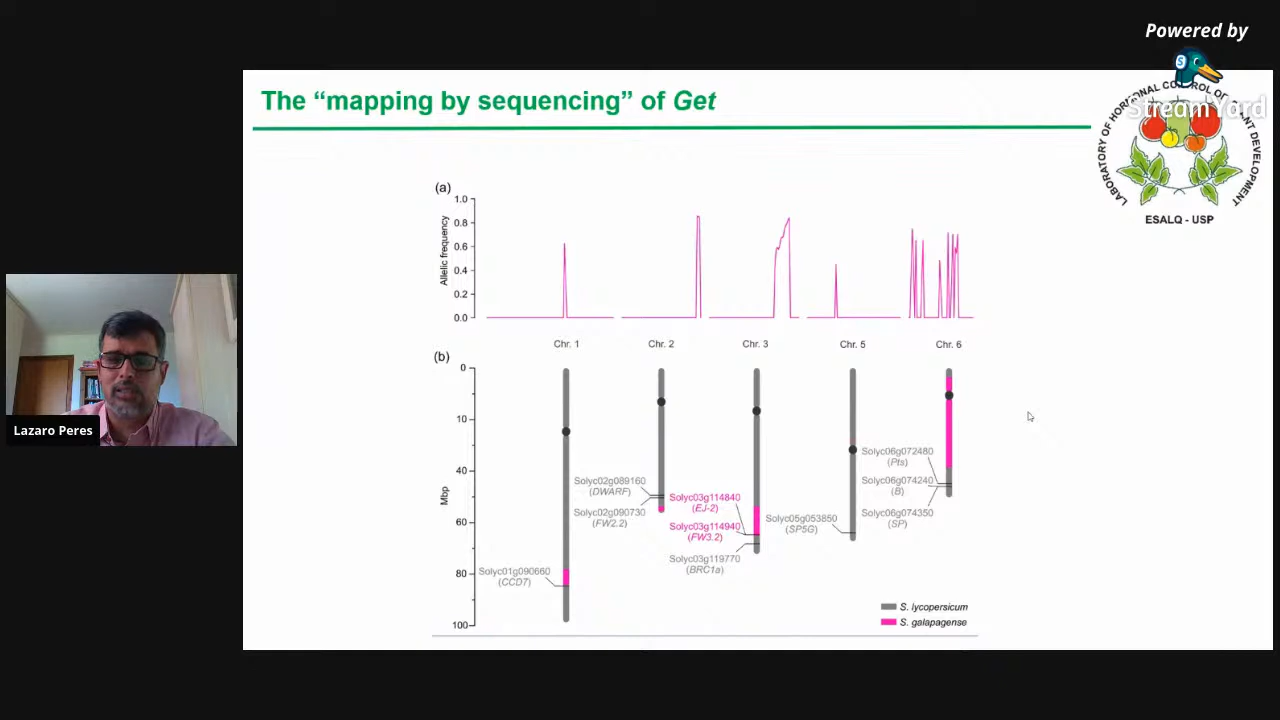 Powered by
StreamYard
The “mapping by sequencing” of Get
LABORATORY OF HORMONAL CONTROL OF PLANT DEVELOPMENT
ESALQ - USP
(a)
1.0
0.8
0.6
0.4
0.2
0.0
Allelic frequency
Chr. 1 Chr. 2 Chr. 3 Chr. 5 Chr. 6
(b)
0
10
40
60
80
100
Mbp
Solyc01g090660
(CCD7)
Solyc02g089160
(DWARF)
Solyc02g090730
(FW2.2)
Solyc03g114840
(EJ-2)
Solyc03g114940
(FW3.2)
Solyc03g119770
(BRC1a)
Solyc05g053850
(SP5G)
Solyc06g072480
(Pts)
Solyc06g074240
(B)
Solyc06g074350
(SP)
S. lycopersicum
S. galapagense
Lazaro Peres